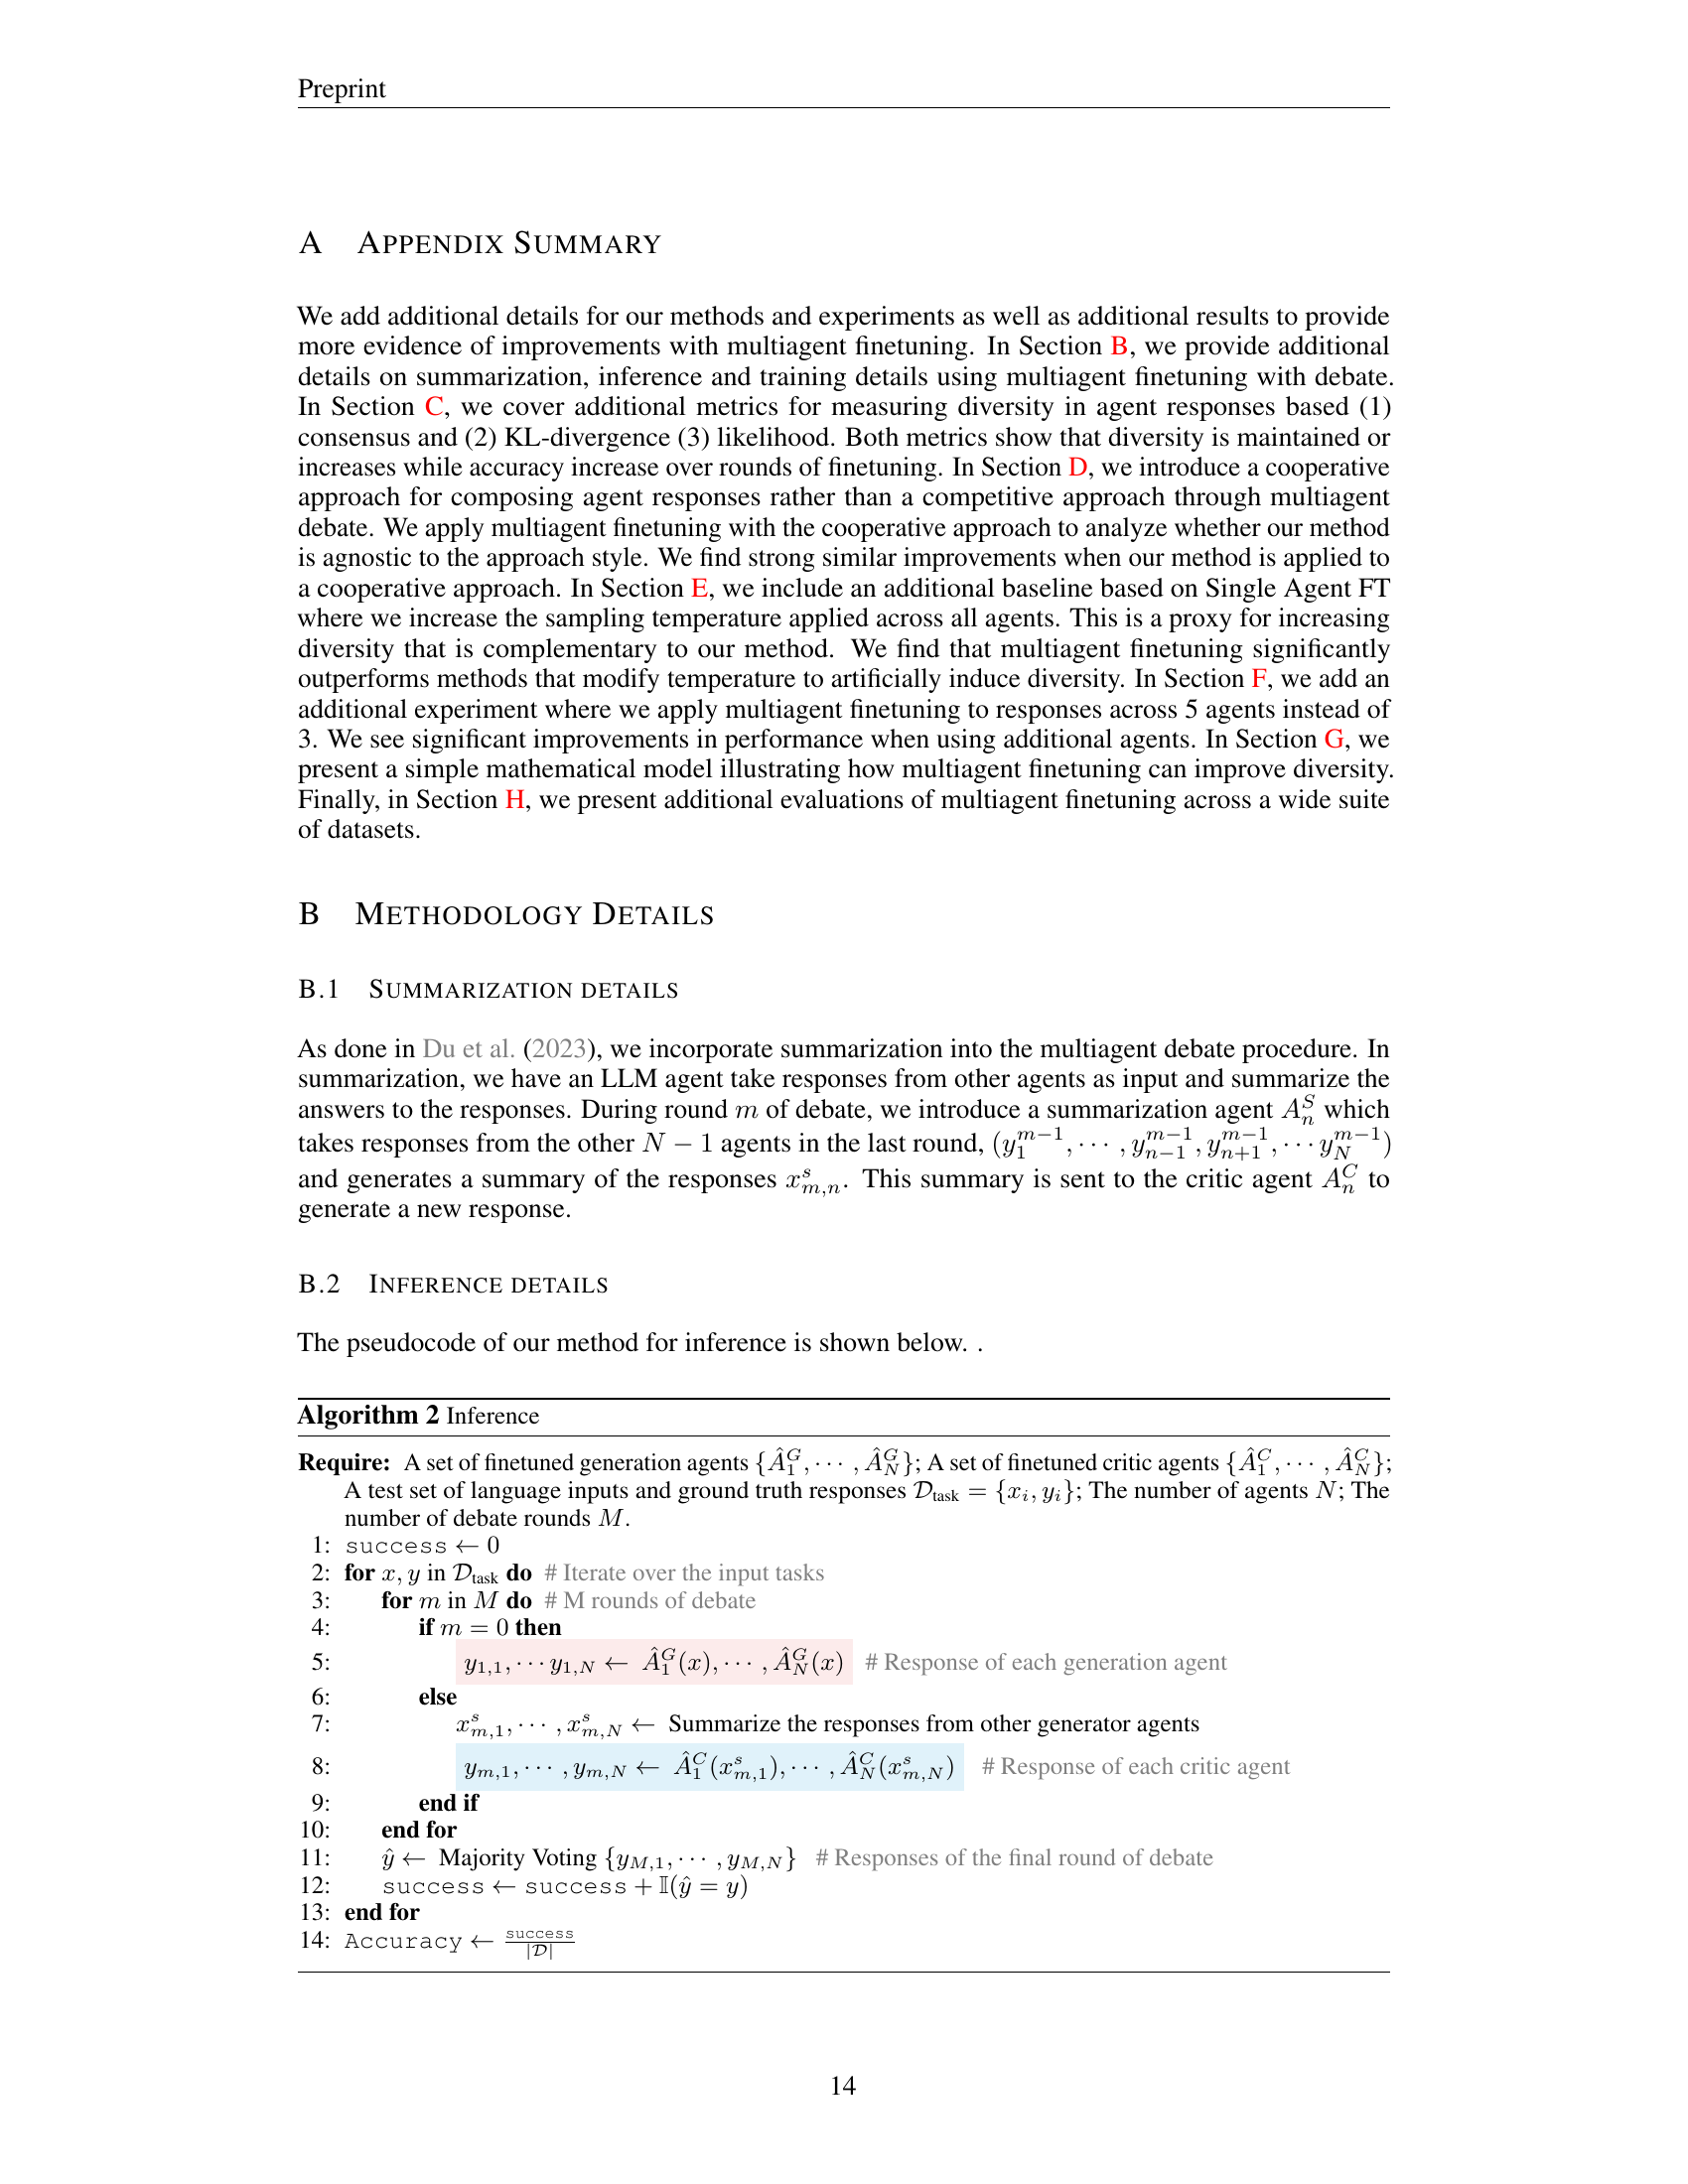 Preprint
A APPENDIX SUMMARY
We add additional details for our methods and experiments as well as additional results to provide
more evidence of improvements with multiagent finetuning. In Section B, we provide additional
details on summarization, inference and training details using multiagent finetuning with debate.
In Section C, we cover additional metrics for measuring diversity in agent responses based (1)
consensus and (2) KL-divergence (3) likelihood. Both metrics show that diversity is maintained or
increases while accuracy increase over rounds of finetuning. In Section D, we introduce a cooperative
approach for composing agent responses rather than a competitive approach through multiagent
debate. We apply multiagent finetuning with the cooperative approach to analyze whether our method
is agnostic to the approach style. We find strong similar improvements when our method is applied to
a cooperative approach. In Section E, we include an additional baseline based on Single Agent FT
where we increase the sampling temperature applied across all agents. This is a proxy for increasing
diversity that is complementary to our method. We find that multiagent finetuning significantly
outperforms methods that modify temperature to artificially induce diversity. In Section F, we add an
additional experiment where we apply multiagent finetuning to responses across 5 agents instead of
3. We see significant improvements in performance when using additional agents. In Section G, we
present a simple mathematical model illustrating how multiagent finetuning can improve diversity.
Finally, in Section H, we present additional evaluations of multiagent finetuning across a wide suite
of datasets.
B METHODOLOGY DETAILS
B.1 SUMMARIZATION DETAILS
As done in Du et al. (2023), we incorporate summarization into the multiagent debate procedure. In
summarization, we have an LLM agent take responses from other agents as input and summarize the
answers to the responses. During round $m$ of debate, we introduce a summarization agent $A_n^S$ which
takes responses from the other $N-1$ agents in the last round, $(y_1^{m-1}, \cdots, y_{n-1}^{m-1}, y_{n+1}^{m-1}, \cdots y_N^{m-1})$
and generates a summary of the responses $x_{m,n}^s$. This summary is sent to the critic agent $A_n^C$ to
generate a new response.
B.2 INFERENCE DETAILS
The pseudocode of our method for inference is shown below. .
Algorithm 2 Inference
Require: A set of finetuned generation agents $\{\hat{A}_1^G, \cdots, \hat{A}_N^G\}$; A set of finetuned critic agents $\{\hat{A}_1^C, \cdots, \hat{A}_N^C\}$;
A test set of language inputs and ground truth responses $\mathcal{D}_{\text{task}} = \{x_i, y_i\}$; The number of agents $N$; The
number of debate rounds $M$.
1: success ← 0
2: for $x, y$ in $\mathcal{D}_{\text{task}}$ do # Iterate over the input tasks
3: for $m$ in $M$ do # M rounds of debate
4: if $m = 0$ then
5: $y_{1,1}, \cdots y_{1,N} \leftarrow \hat{A}_1^G(x), \cdots, \hat{A}_N^G(x)$ # Response of each generation agent
6: else
7: $x_{m,1}^s, \cdots, x_{m,N}^s \leftarrow$ Summarize the responses from other generator agents
8: $y_{m,1}, \cdots, y_{m,N} \leftarrow \hat{A}_1^C(x_{m,1}^s), \cdots, \hat{A}_N^C(x_{m,N}^s)$ # Response of each critic agent
9: end if
10: end for
11: $\hat{y} \leftarrow$ Majority Voting $\{y_{M,1}, \cdots, y_{M,N}\}$ # Responses of the final round of debate
12: success ← success + $\mathbb{I}(\hat{y} = y)$
13: end for
14: Accuracy ← $\frac{\text{success}}{|\mathcal{D}|}$
14